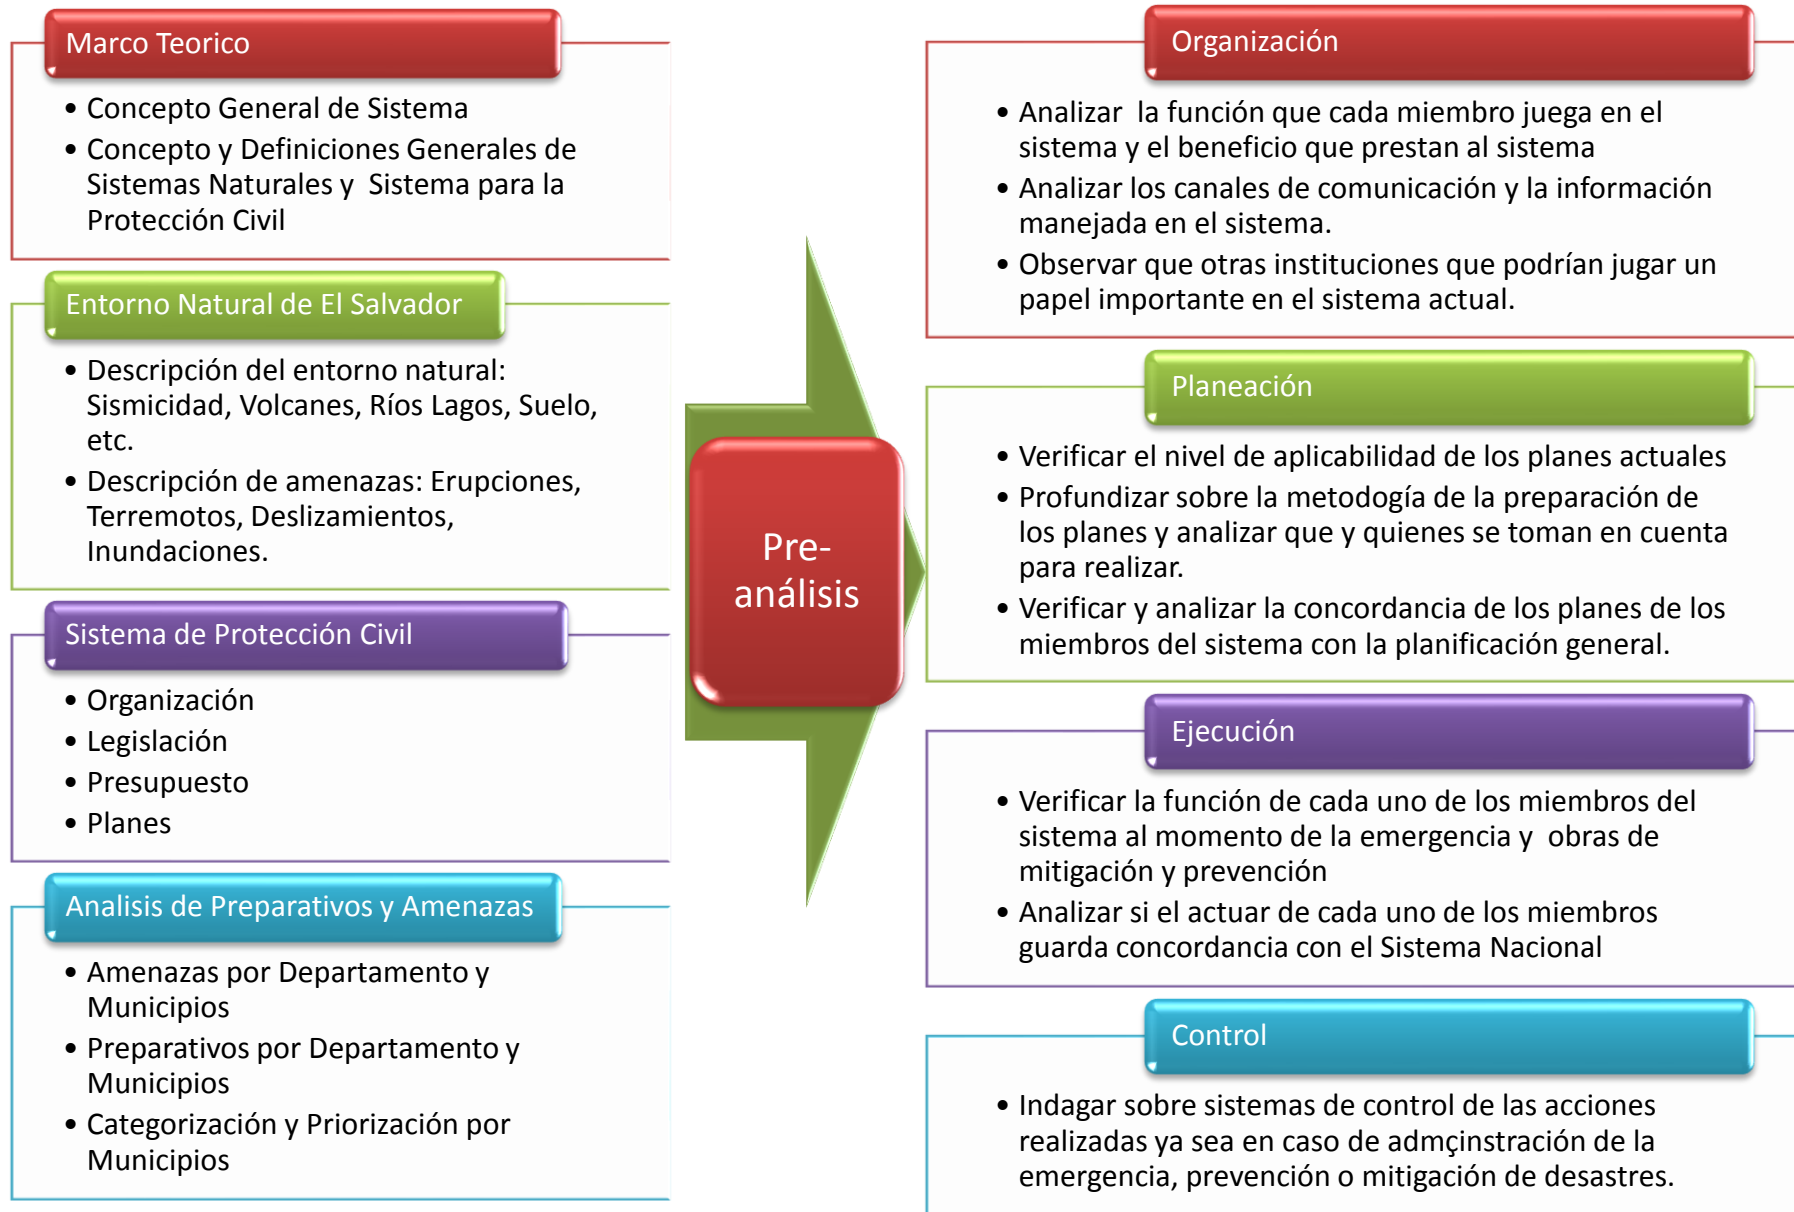 Marco Teorico
• Concepto General de Sistema
• Concepto y Definiciones Generales de
Sistemas Naturales y Sistema para la
Protección Civil
Entorno Natural de El Salvador
• Descripción del entorno natural:
Sismicidad, Volcanes, Ríos Lagos, Suelo,
etc.
• Descripción de amenazas: Erupciones,
Terremotos, Deslizamientos,
Inundaciones.
Sistema de Protección Civil
• Organización
• Legislación
• Presupuesto
• Planes
Analisis de Preparativos y Amenazas
• Amenazas por Departamento y
Municipios
• Preparativos por Departamento y
Municipios
• Categorización y Priorización por
Municipios
Pre-
análisis
Organización
• Analizar la función que cada miembro juega en el
sistema y el beneficio que prestan al sistema
• Analizar los canales de comunicación y la información
manejada en el sistema.
• Observar que otras instituciones que podrían jugar un
papel importante en el sistema actual.
Planeación
• Verificar el nivel de aplicabilidad de los planes actuales
• Profundizar sobre la metodogía de la preparación de
los planes y analizar que y quienes se toman en cuenta
para realizar.
• Verificar y analizar la concordancia de los planes de los
miembros del sistema con la planificación general.
Ejecución
• Verificar la función de cada uno de los miembros del
sistema al momento de la emergencia y obras de
mitigación y prevención
• Analizar si el actuar de cada uno de los miembros
guarda concordancia con el Sistema Nacional
Control
• Indagar sobre sistemas de control de las acciones
realizadas ya sea en caso de admçinstración de la
emergencia, prevención o mitigación de desastres.